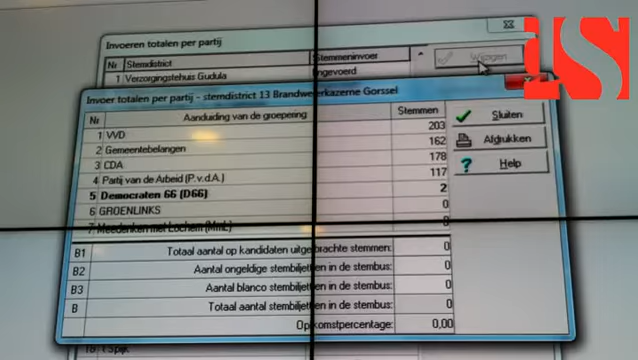 Invoeren totalen per partij
Nr Stemdistrict Stemmeninvoer
Wijzigen
1 Verzorgingstehuis Gudula Ingevoerd
LS
Invoer totalen per partij - stemdistrict 13 Brandweerkazerne Gorssel
Nr Aanduiding van de groepering Stemmen
1 VVD 203
2 Gemeentebelangen 162
3 CDA 178
4 Partij van de Arbeid (P.v.d.A.) 117
5 Democraten 66 (D66) 2
6 GROENLINKS 0
7 Meedenken met Lochem (MmL) 0
Sluiten
Afdrukken
? Help
B1 Totaal aantal op kandidaten uitgebrachte stemmen: 0
B2 Aantal ongeldige stembiljetten in de stembus: 0
B3 Aantal blanco stembiljetten in de stembus: 0
B Totaal aantal stembiljetten in de stembus: 0
Opkomstpercentage: 0,00
't Spijk